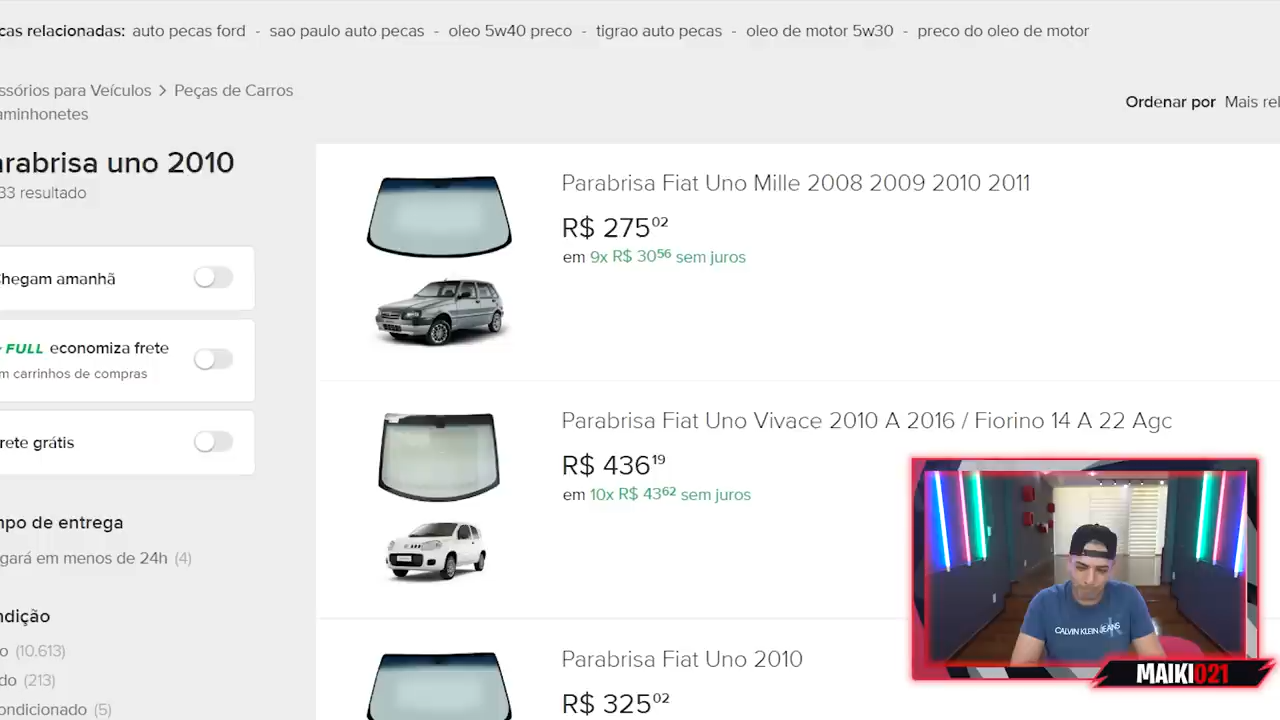 cas relacionadas: auto pecas ford - sao paulo auto pecas - oleo 5w40 preco - tigrao auto pecas - oleo de motor 5w30 - preco do oleo de motor
ssórios para Veículos > Peças de Carros
aminhonetes
Ordenar por Mais rel
arabrisa uno 2010
33 resultado
Chegam amanhã
FULL economiza frete
m carrinhos de compras
rete grátis
mpo de entrega
gará em menos de 24h (4)
ndição
o (10.613)
do (213)
condicionado (5)
Parabrisa Fiat Uno Mille 2008 2009 2010 2011
R$ 275 02
em 9x R$ 30 56 sem juros
Parabrisa Fiat Uno Vivace 2010 A 2016 / Fiorino 14 A 22 Agc
R$ 436 19
em 10x R$ 43 62 sem juros
Parabrisa Fiat Uno 2010
R$ 325 02
CALVIN KLEIN JEANS
MAIKI021